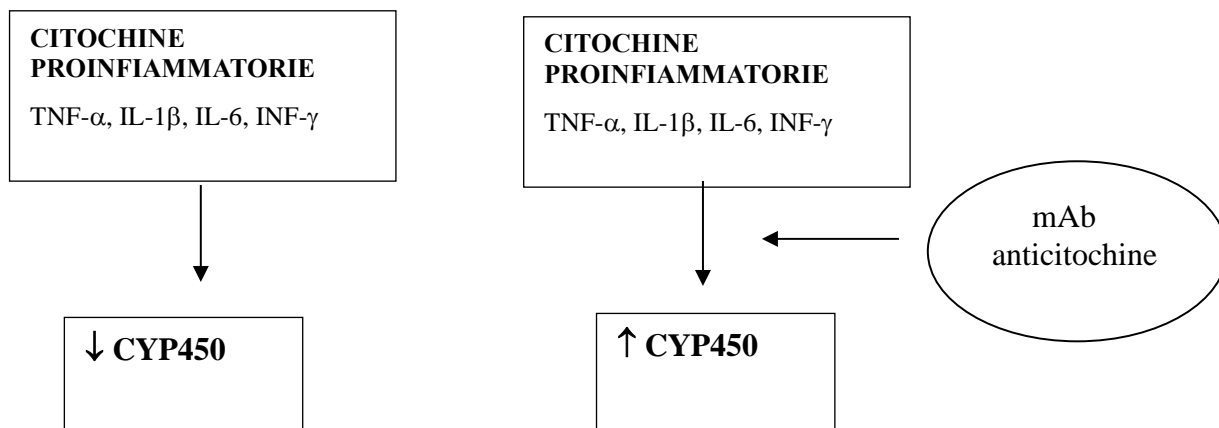 CITOCHINE
PROINFIAMMATORIE
TNF-α, IL-1β, IL-6, INF-γ
↓ CYP450
CITOCHINE
PROINFIAMMATORIE
TNF-α, IL-1β, IL-6, INF-γ
mAb
anticitochine
↑ CYP450